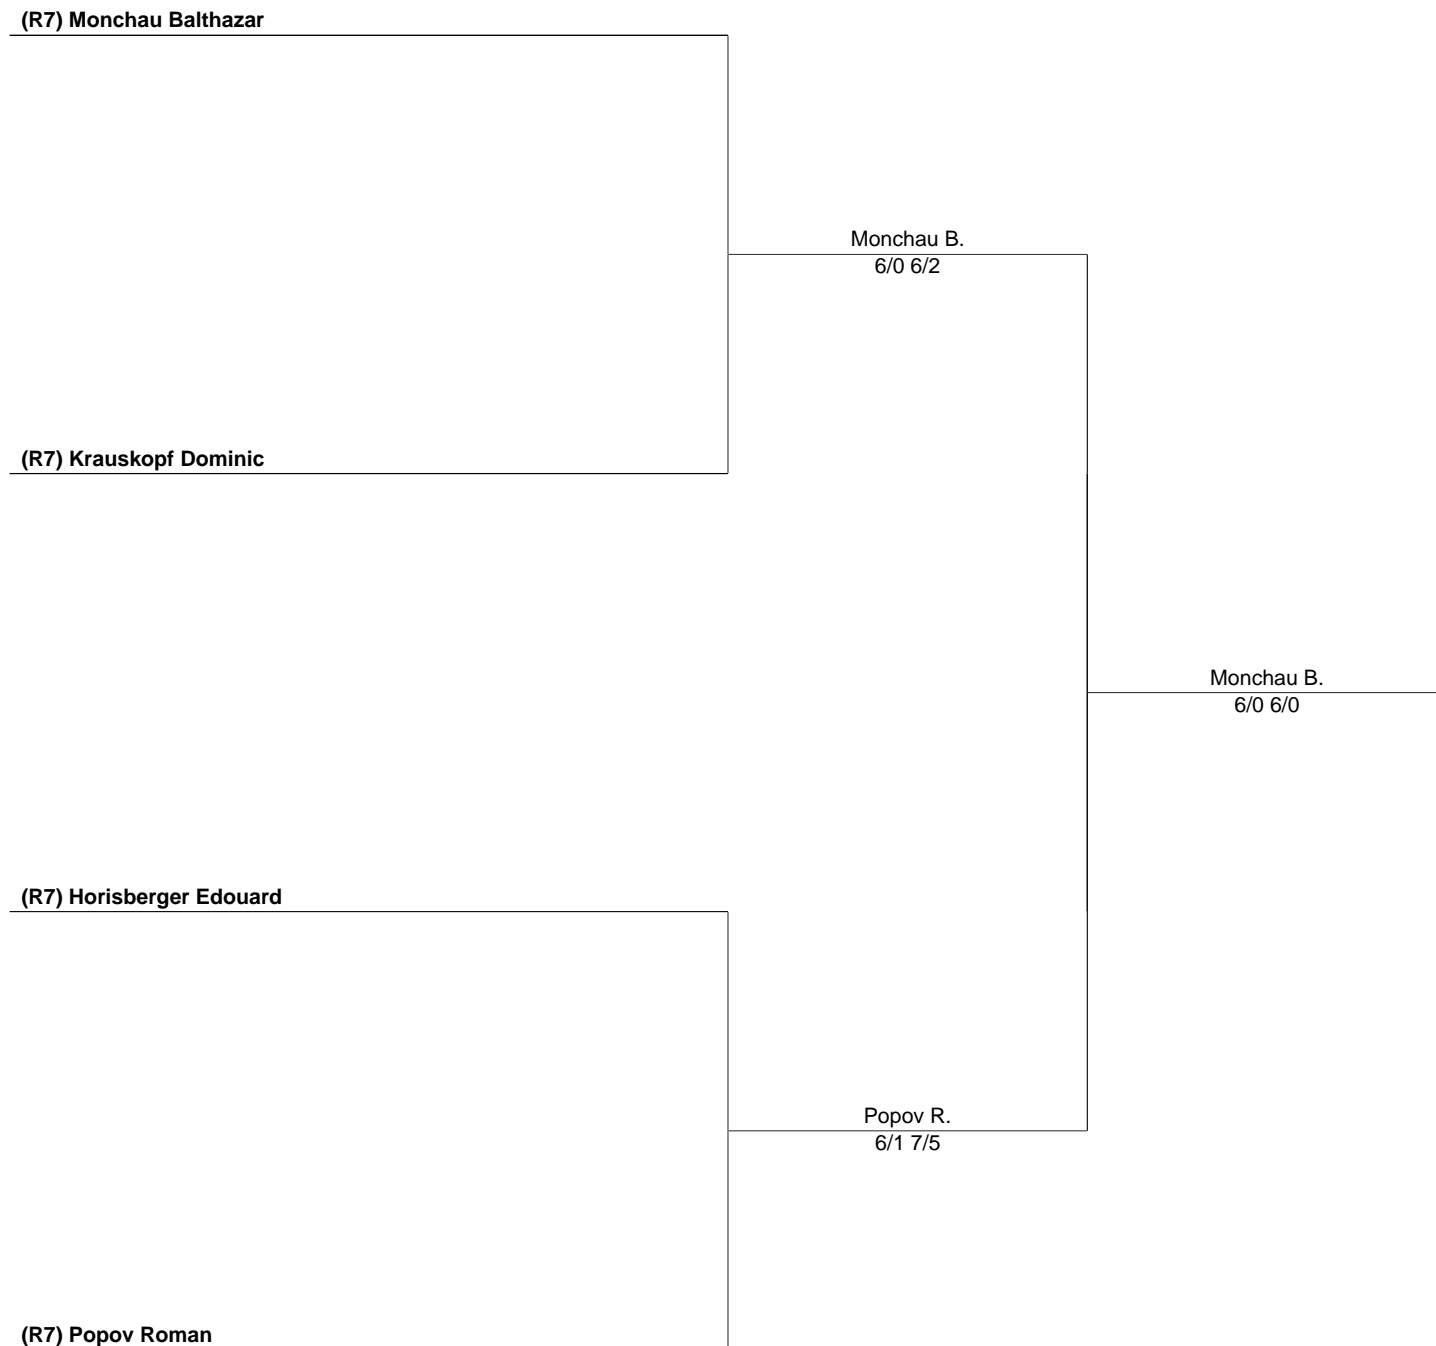 (R7) Monchau Balthazar
Monchau B.
6/0 6/2
(R7) Krauskopf Dominic
Monchau B.
6/0 6/0
(R7) Horisberger Edouard
Popov R.
6/1 7/5
(R7) Popov Roman